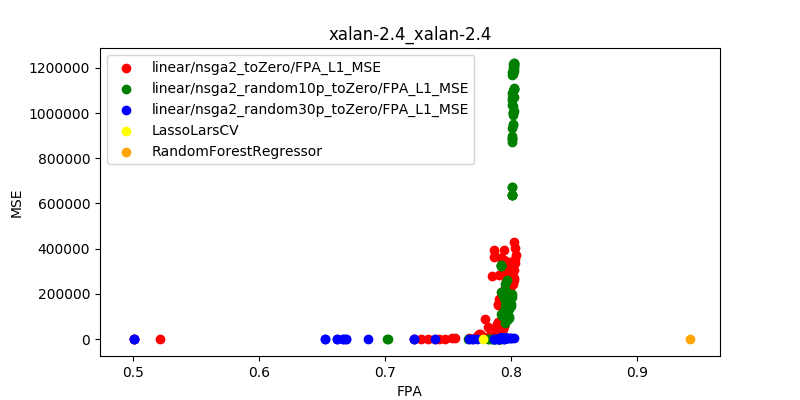 xalan-2.4_xalan-2.4
linear/nsga2_toZero/FPA_L1_MSE
linear/nsga2_random10p_toZero/FPA_L1_MSE
linear/nsga2_random30p_toZero/FPA_L1_MSE
LassoLarsCV
RandomForestRegressor
MSE
1200000
1000000
800000
600000
400000
200000
0
0.5 0.6 0.7 0.8 0.9
FPA